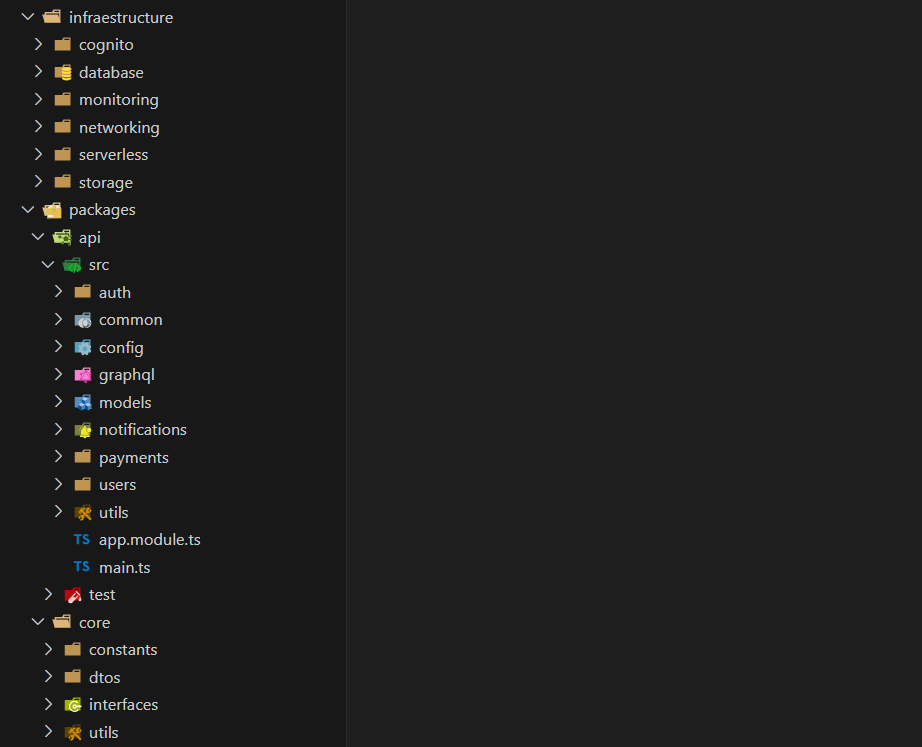 infraestructure
cognito
database
monitoring
networking
serverless
storage
packages
api
src
auth
common
config
graphql
models
notifications
payments
users
utils
TS app.module.ts
TS main.ts
test
core
constants
dtos
interfaces
utils